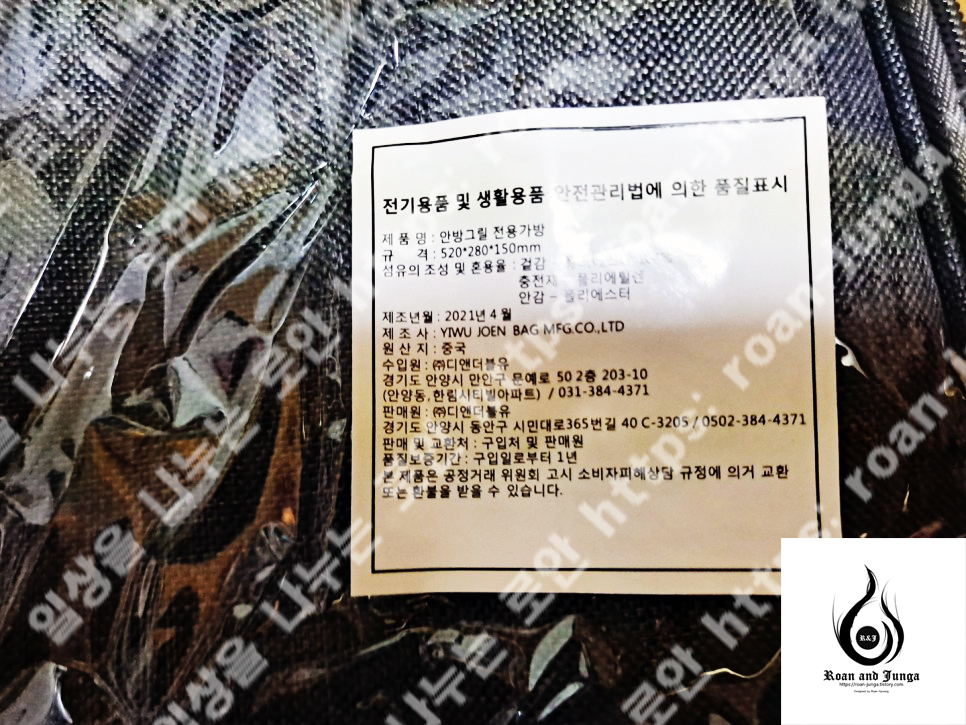 전기용품 및 생활용품 안전관리법에 의한 품질표시
제 품 명 : 안방그릴 전용가방
규 격 : 520*280*150mm
섬유의 조성 및 혼용율 : 겉감
충전재 - 폴리에틸렌
안감 - 폴리에스터
제조년월 : 2021년 4월
제 조 사 : YIWU JOEN BAG MFG.CO.,LTD
원 산 지 : 중국
수입원 : ㈜디앤더블유
경기도 안양시 만안구 문예로 50 2층 203-10
(안양동,한림시티빌아파트) / 031-384-4371
판매원 : ㈜디앤더블유
경기도 안양시 동안구 시민대로365번길 40 C-3205 / 0502-384-4371
판매 및 교환처 : 구입처 및 판매원
품질보증기간 : 구입일로부터 1년
본 제품은 공정거래 위원회 고시 소비자피해상담 규정에 의거 교환
또는 환불을 받을 수 있습니다.
일상을 나누는 로안 https: roan-
R&J
Roan and Junga
https://roan-junga.tistory.com